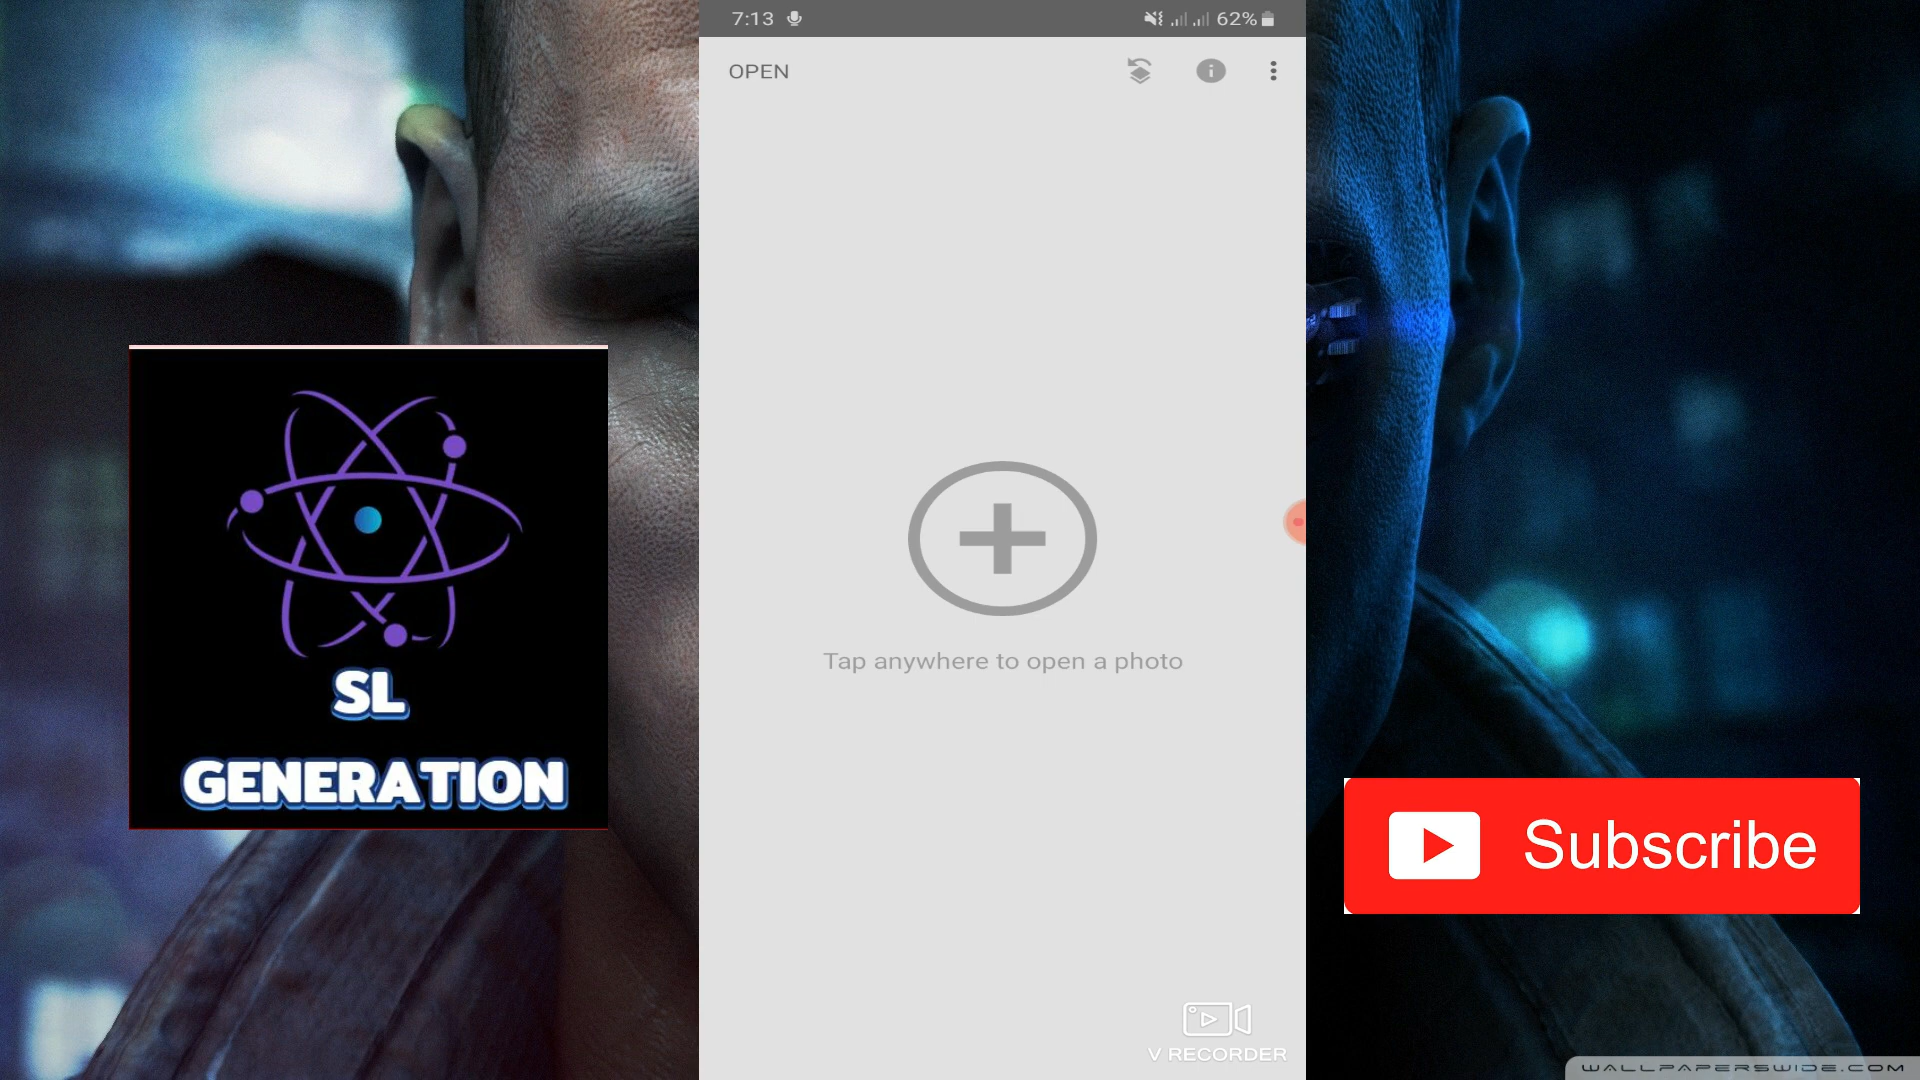 7:13
62%
OPEN
Tap anywhere to open a photo
SL
GENERATION
Subscribe
V RECORDER
WALLPAPERSWIDE.COM